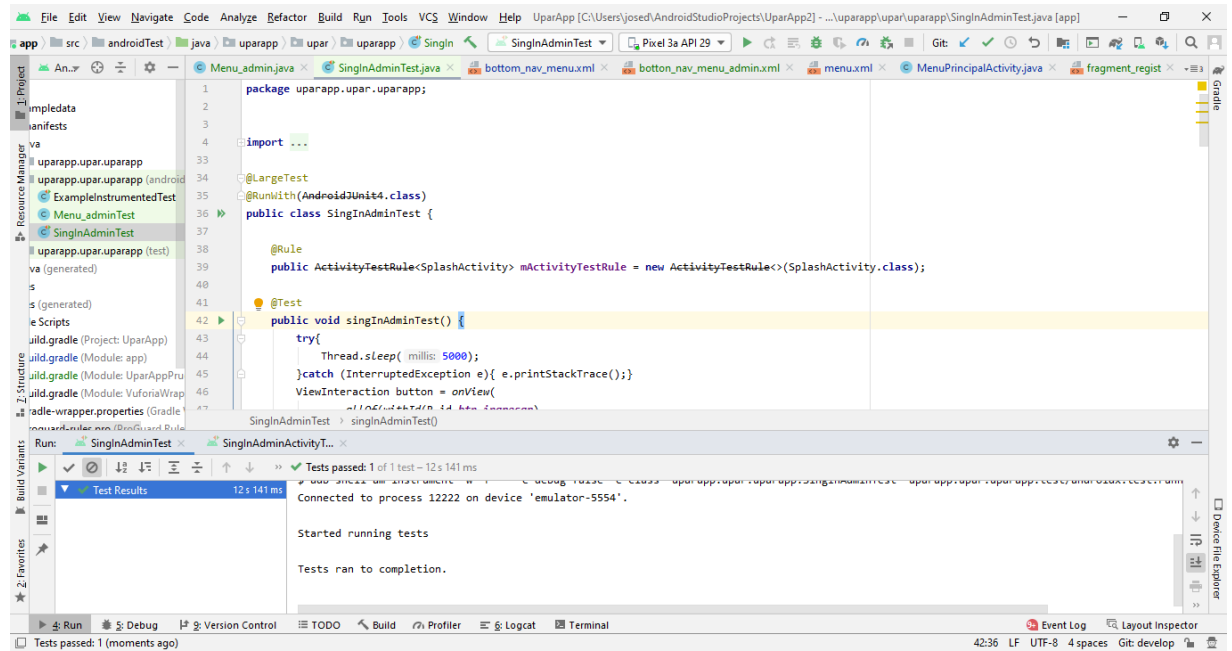 File Edit View Navigate Code Analyze Refactor Build Run Tools VCS Window Help UparApp [C:\Users\josed\AndroidStudioProjects\UparApp2] - ...\uparapp\upar\uparapp\SingInAdminTest.java [app]
app src androidTest java uparapp upar uparapp SingIn SingInAdminTest Pixel 3a API 29 Git:
An... Menu_admin.java SingInAdminTest.java bottom_nav_menu.xml botton_nav_menu_admin.xml menu.xml MenuPrincipalActivity.java fragment_regist
1: Project
Resource Manager
Z: Structure
Build Variants
2: Favorites
Gradle
Device File Explorer
mpledata
anifests
va
uparapp.upar.uparapp
uparapp.upar.uparapp (android
ExampleInstrumentedTest
Menu_adminTest
SingInAdminTest
uparapp.upar.uparapp (test)
va (generated)
s
s (generated)
e Scripts
uild.gradle (Project: UparApp)
uild.gradle (Module: app)
uild.gradle (Module: UparAppPru
uild.gradle (Module: VuforiaWrap
radle-wrapper.properties (Gradle
roguard-rules.pro (ProGuard Rule
1 package uparapp.upar.uparapp;
2
3
4 import ...
33
34 @LargeTest
35 @RunWith(AndroidJUnit4.class)
36 public class SingInAdminTest {
37
38 @Rule
39 public ActivityTestRule<SplashActivity> mActivityTestRule = new ActivityTestRule<>(SplashActivity.class);
40
41 @Test
42 public void singInAdminTest() {
43 try{
44 Thread.sleep( millis: 5000);
45 }catch (InterruptedException e){ e.printStackTrace();}
46 ViewInteraction button = onView(
47 allOf(withId(R.id.btn_ingresar)
SingInAdminTest > singInAdminTest()
Run: SingInAdminTest SingInAdminActivityT...
Tests passed: 1 of 1 test – 12 s 141 ms
Test Results 12 s 141 ms
Connected to process 12222 on device 'emulator-5554'.
Started running tests
Tests ran to completion.
4: Run 5: Debug 9: Version Control TODO Build Profiler 6: Logcat Terminal Event Log Layout Inspector
Tests passed: 1 (moments ago) 42:36 LF UTF-8 4 spaces Git: develop